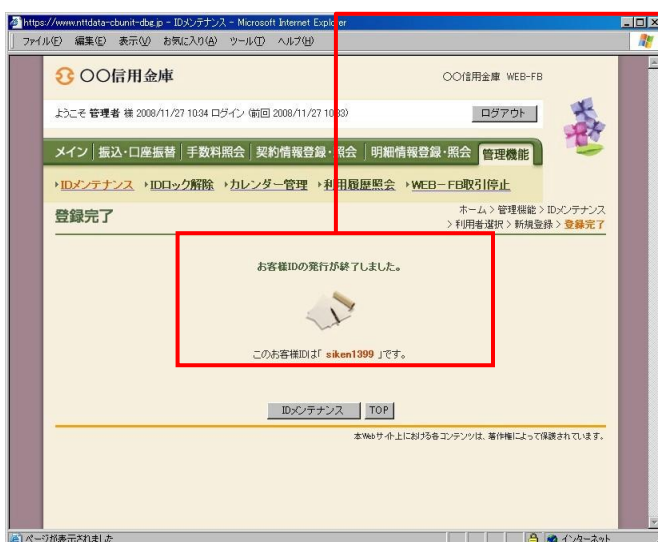 https://www.nttdata-cbunit-dbg.jp - IDメンテナンス - Microsoft Internet Explorer
ファイル(F) 編集(E) 表示(V) お気に入り(A) ツール(T) ヘルプ(H)
〇〇信用金庫
〇〇信用金庫 WEB-FB
ようこそ 管理者 様 2008/11/27 10:34 ログイン (前回 2008/11/27 10:33)
ログアウト
メイン 振込・口座振替 手数料照会 契約情報登録・照会 明細情報登録・照会 管理機能
IDメンテナンス IDロック解除 カレンダー管理 利用履歴照会 WEB-FB取引停止
登録完了
ホーム > 管理機能 > IDメンテナンス
> 利用者選択 > 新規登録 > 登録完了
お客様IDの発行が終了しました。
このお客様IDは「 siken1399 」です。
IDメンテナンス TOP
本Webサイト上における各コンテンツは、著作権によって保護されています。
ページが表示されました インターネット